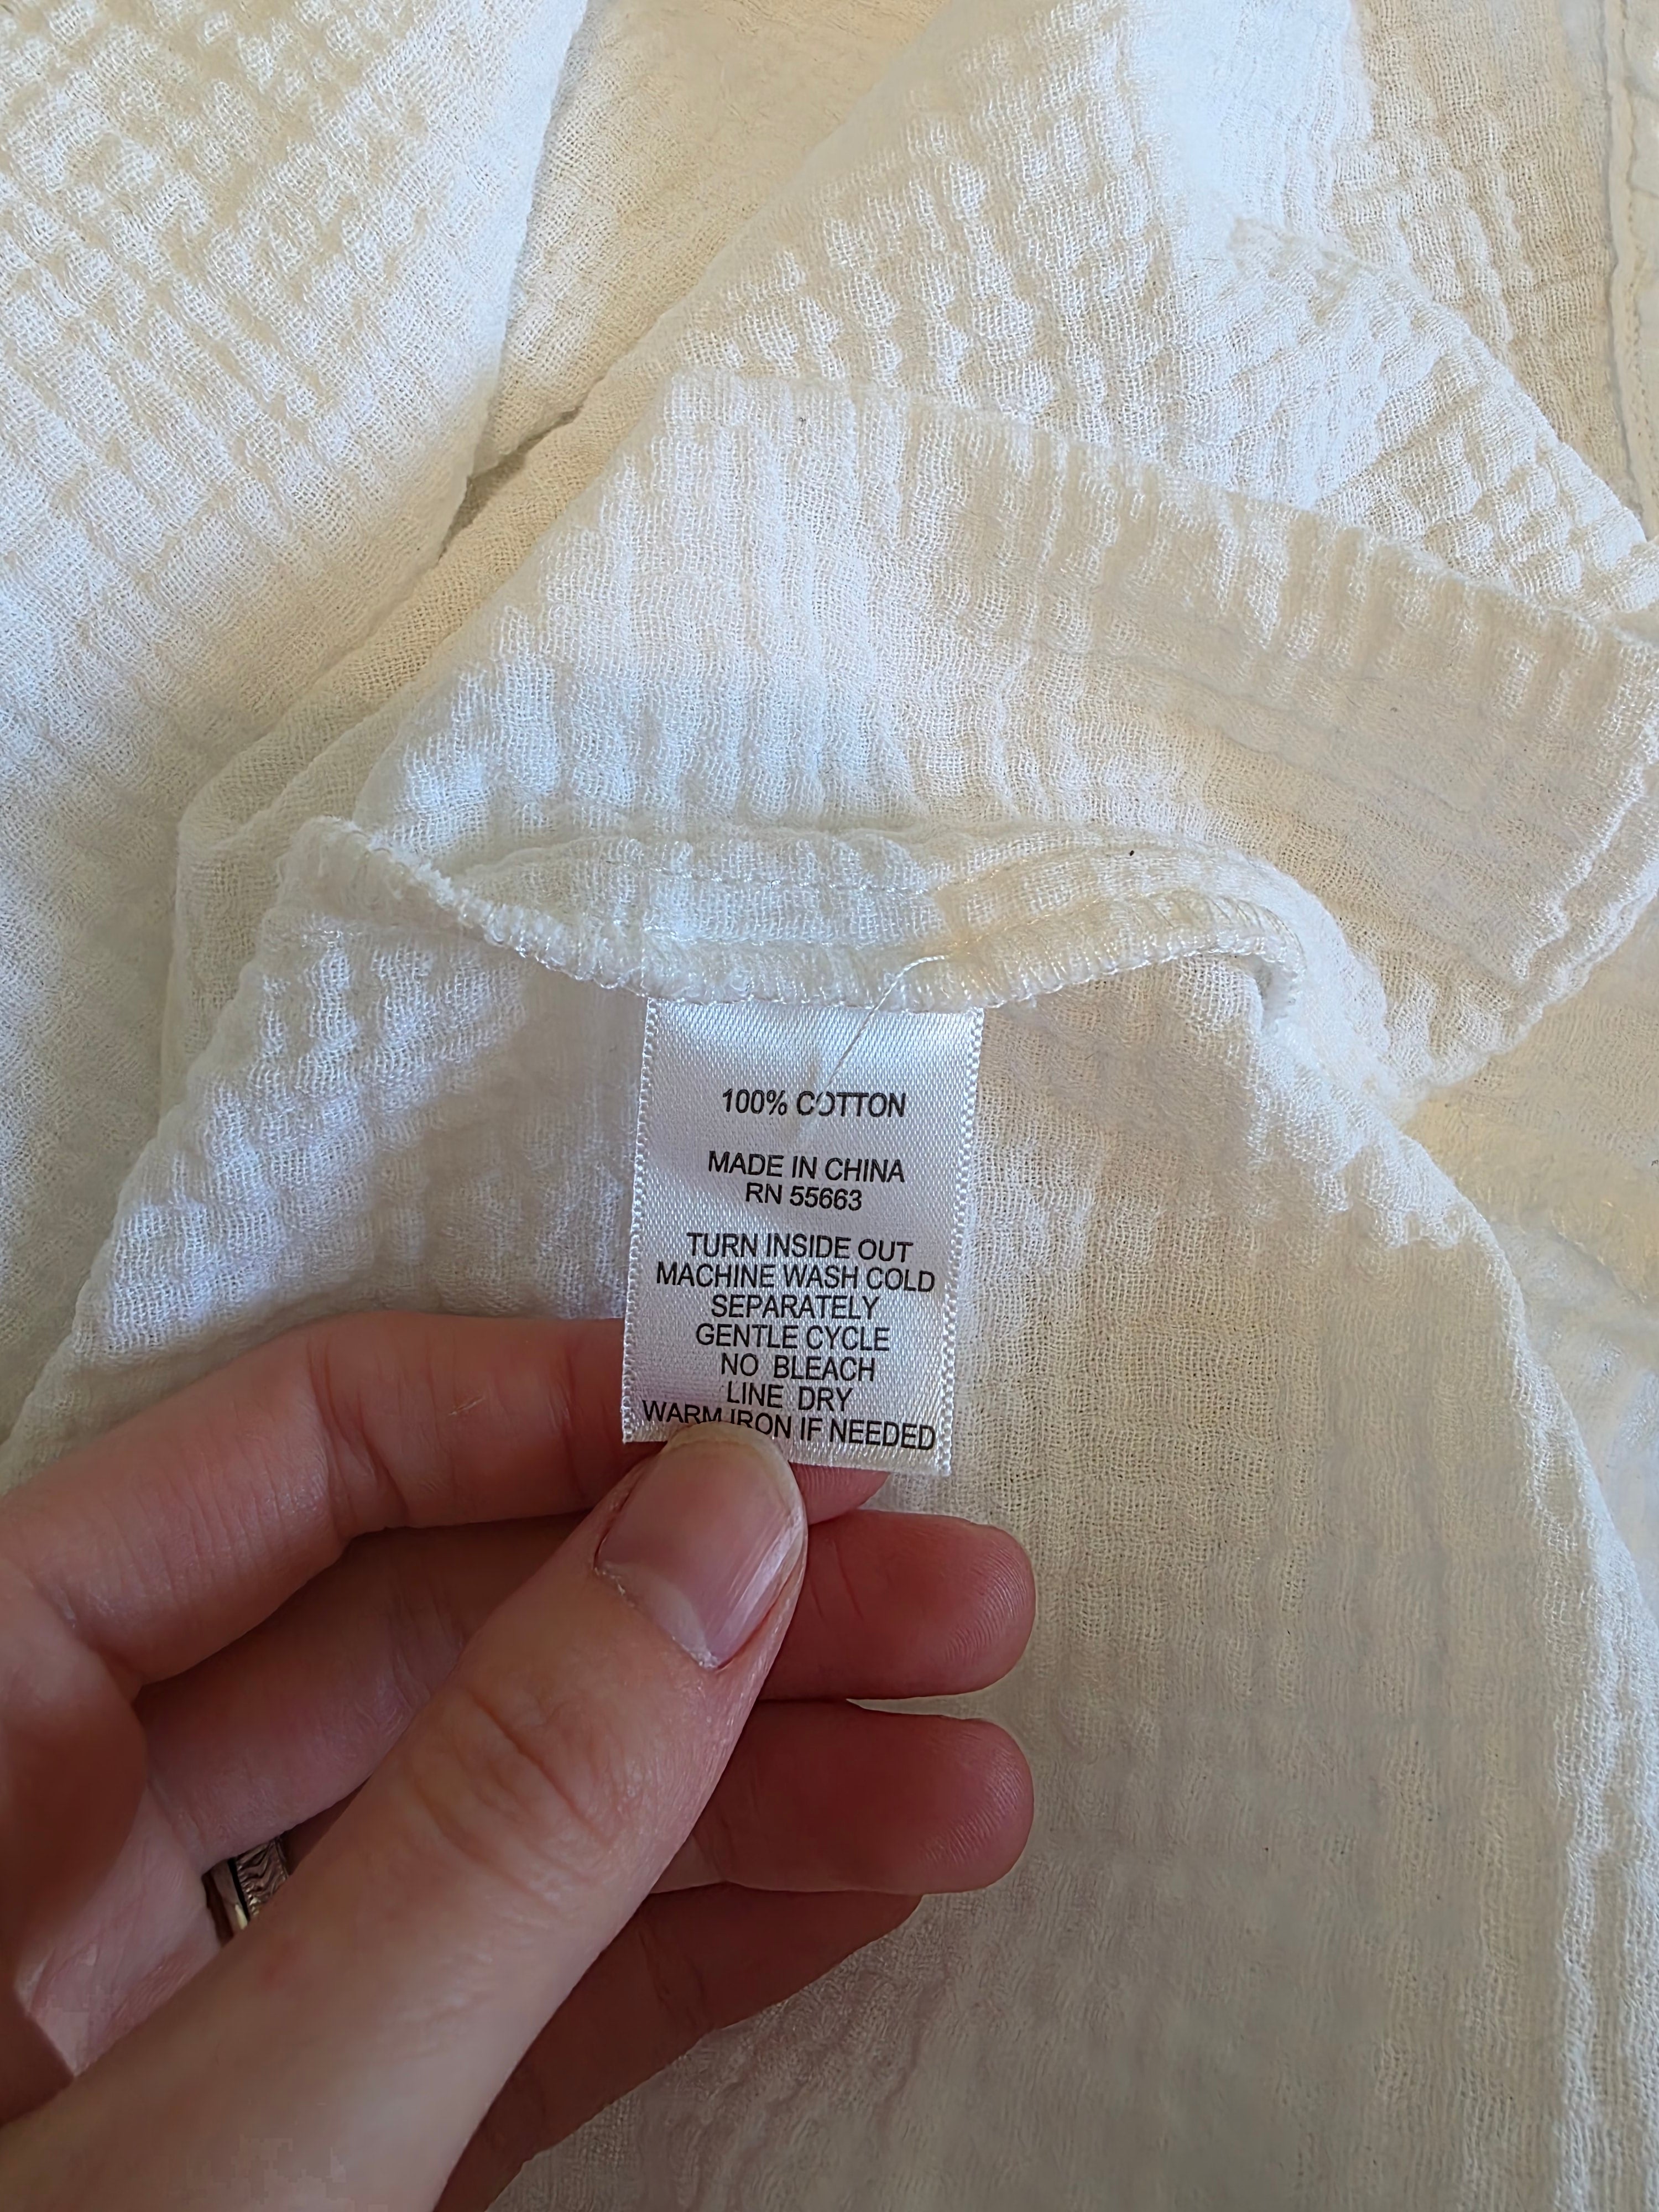 100% COTTON
MADE IN CHINA
RN 55663
TURN INSIDE OUT
MACHINE WASH COLD
SEPARATELY
GENTLE CYCLE
NO BLEACH
LINE DRY
WARM IRON IF NEEDED